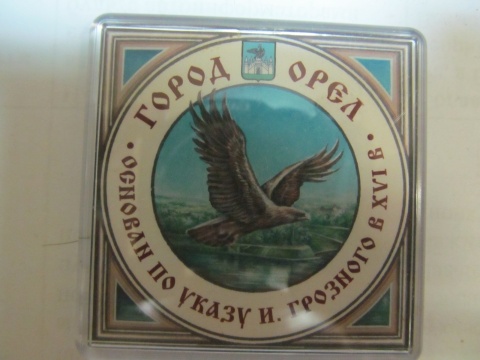 ГОРОД ОРЕЛ
• ОСНОВАН ПО УКАЗУ И. ГРОЗНОГО В XVI В •